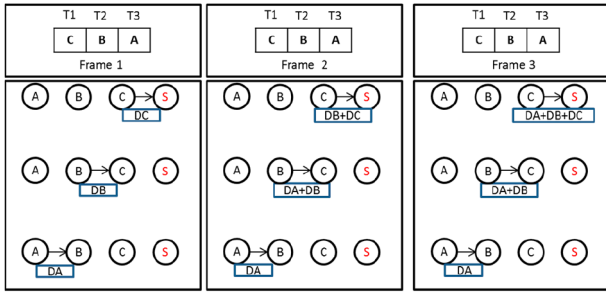 T1 T2 T3
C B A
Frame 1
A B C S
DC
A B C S
DB
A B C S
DA
T1 T2 T3
C B A
Frame 2
A B C S
DB+DC
A B C S
DA+DB
A B C S
DA
T1 T2 T3
C B A
Frame 3
A B C S
DA+DB+DC
A B C S
DA+DB
A B C S
DA